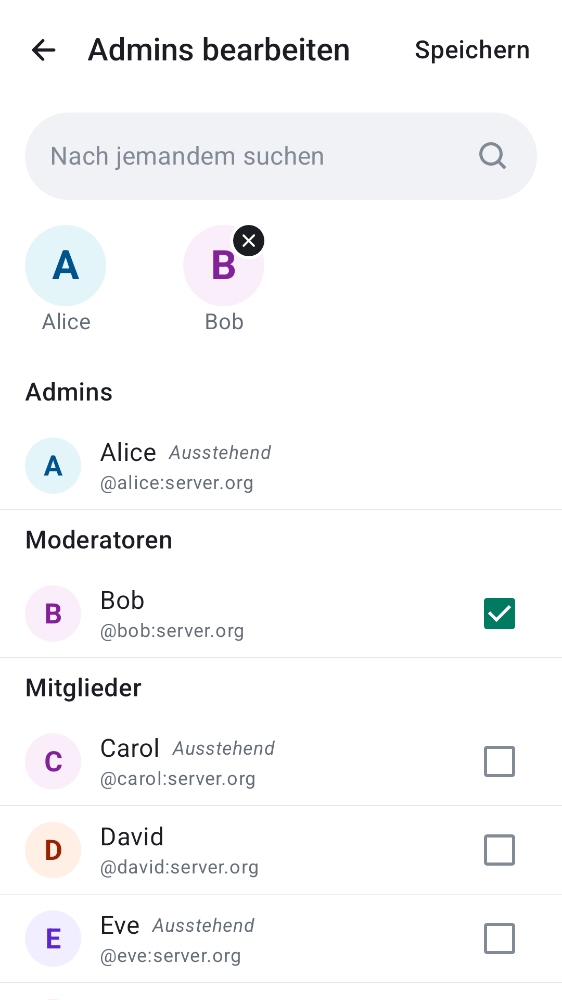 Admins bearbeiten Speichern
Nach jemandem suchen
A B
Alice Bob
Admins
A Alice Ausstehend
@alice:server.org
Moderatoren
B Bob
@bob:server.org
Mitglieder
C Carol Ausstehend
@carol:server.org
D David
@david:server.org
E Eve Ausstehend
@eve:server.org